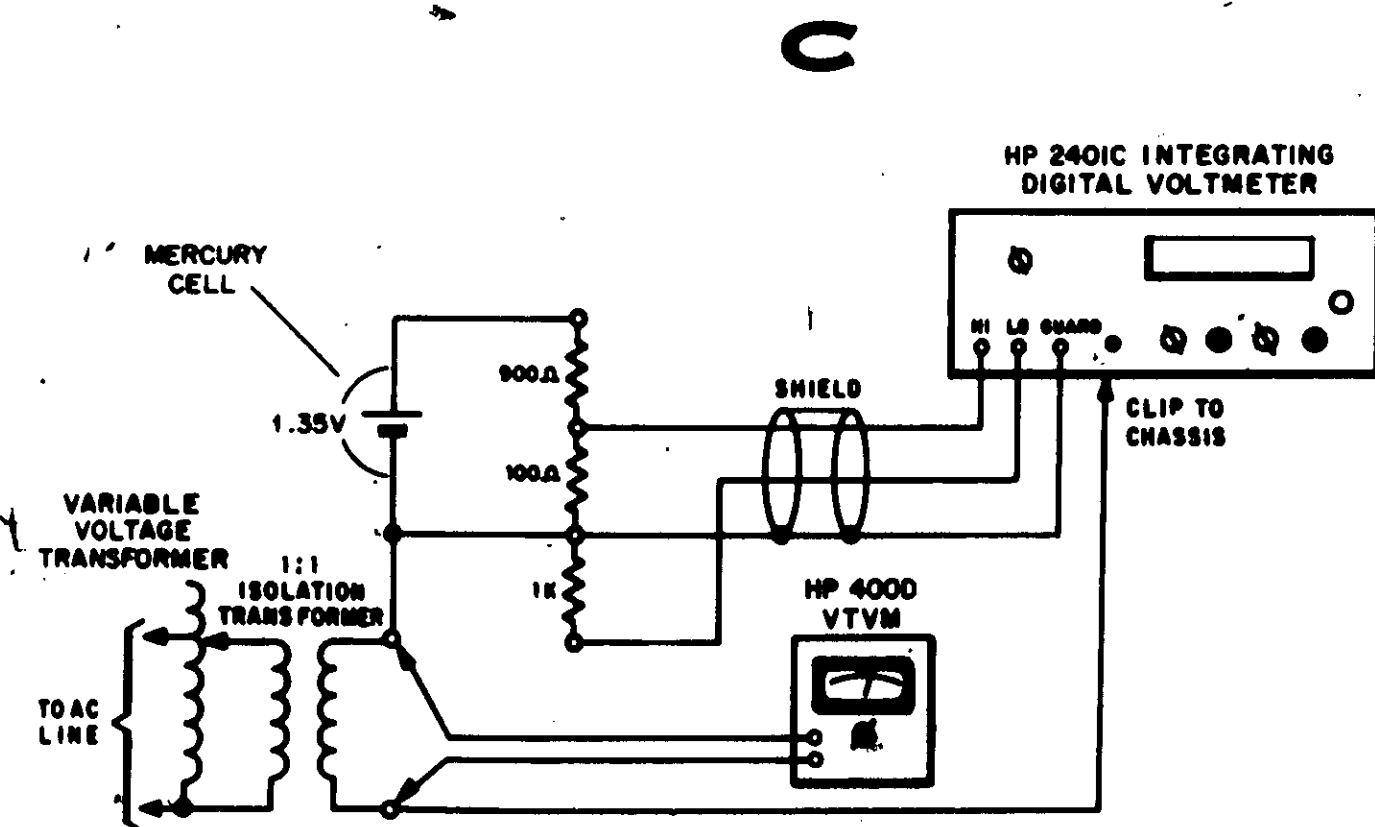 C
HP 2401C INTEGRATING
DIGITAL VOLTMETER
MERCURY
CELL
HI LO GUARD
900Ω
SHIELD
1.35V
CLIP TO
CHASSIS
100Ω
VARIABLE
VOLTAGE
TRANSFORMER
1:1
ISOLATION
TRANSFORMER
1K
HP 400D
VTVM
TO AC
LINE